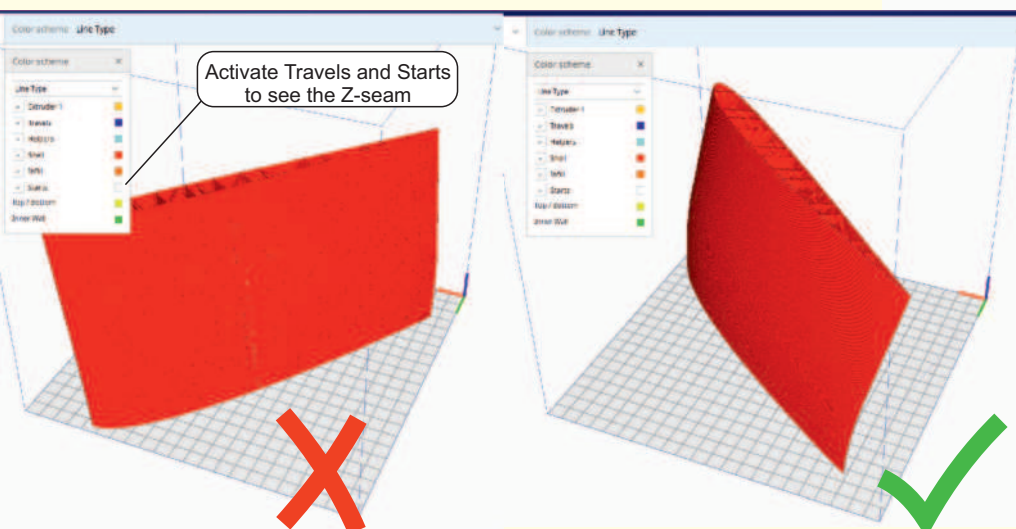 Color scheme Line Type
Color scheme
Line Type
Extruder 1
Travels
Helpers
Shell
Infill
Starts
Top / Bottom
Inner Wall
Activate Travels and Starts
to see the Z-seam
Color scheme Line Type
Color scheme
Line Type
Extruder 1
Travels
Helpers
Shell
Infill
Starts
Top / Bottom
Inner Wall